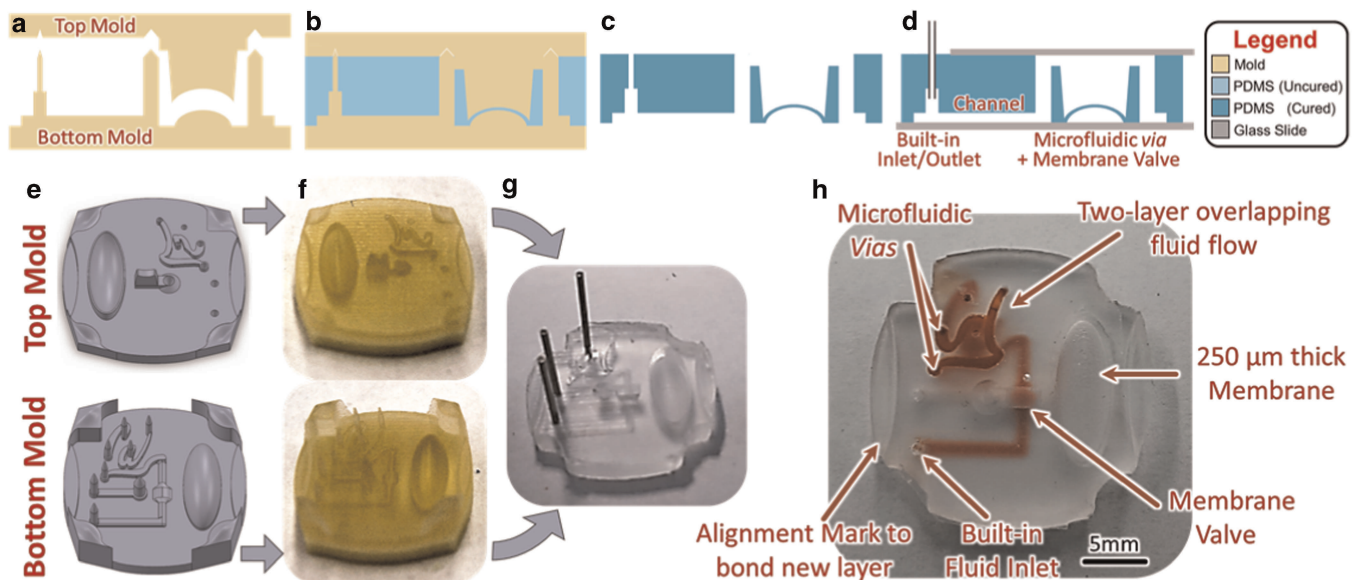 a
Top Mold
Bottom Mold
b
c
d
Channel
Built-in
Inlet/Outlet
Microfluidic via
+ Membrane Valve
Legend
Mold
PDMS (Uncured)
PDMS (Cured)
Glass Slide
e
Top Mold
Bottom Mold
f
g
h
Microfluidic
Vias
Two-layer overlapping
fluid flow
250 µm thick
Membrane
Membrane
Valve
Alignment Mark to
bond new layer
Built-in
Fluid Inlet
5mm